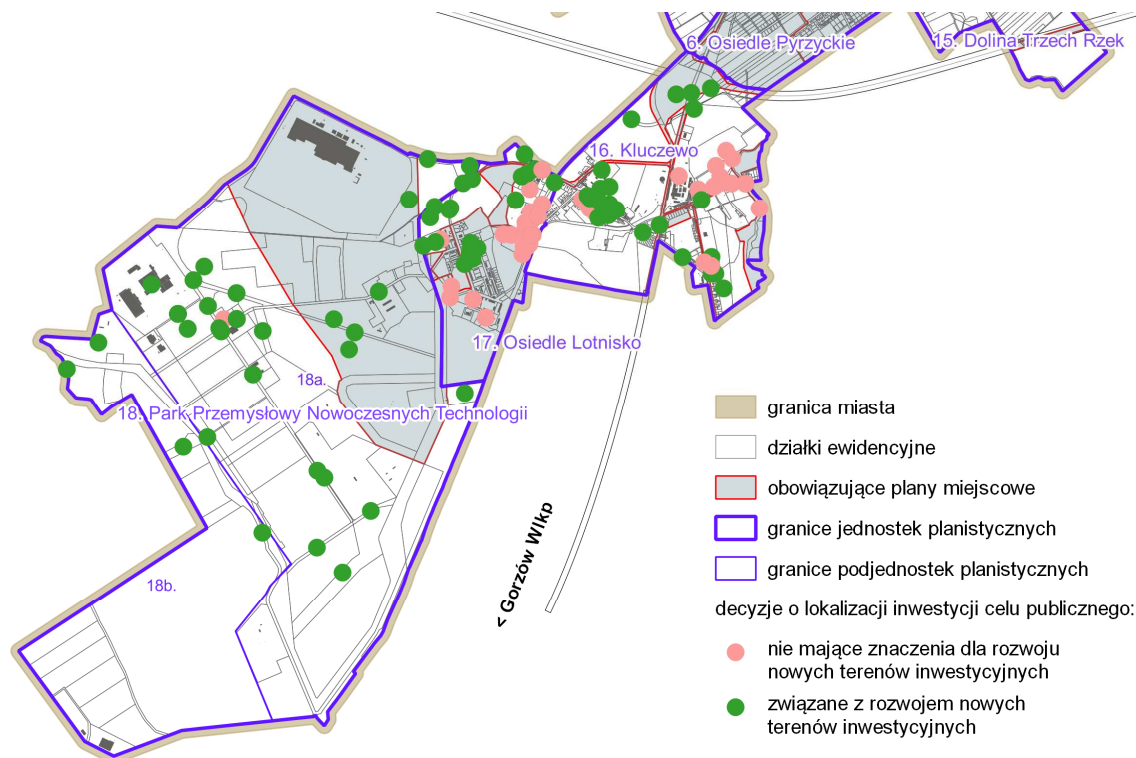 6. Osiedle Pyrzyckie
15. Dolina Trzech Rzek
16. Kluczewo
17. Osiedle Lotnisko
18a.
18. Park Przemysłowy Nowoczesnych Technologii
18b.
< Gorzów Wlkp
granica miasta
działki ewidencyjne
obowiązujące plany miejscowe
granice jednostek planistycznych
granice podjednostek planistycznych
decyzje o lokalizacji inwestycji celu publicznego:
nie mające znaczenia dla rozwoju
nowych terenów inwestycyjnych
związane z rozwojem nowych
terenów inwestycyjnych